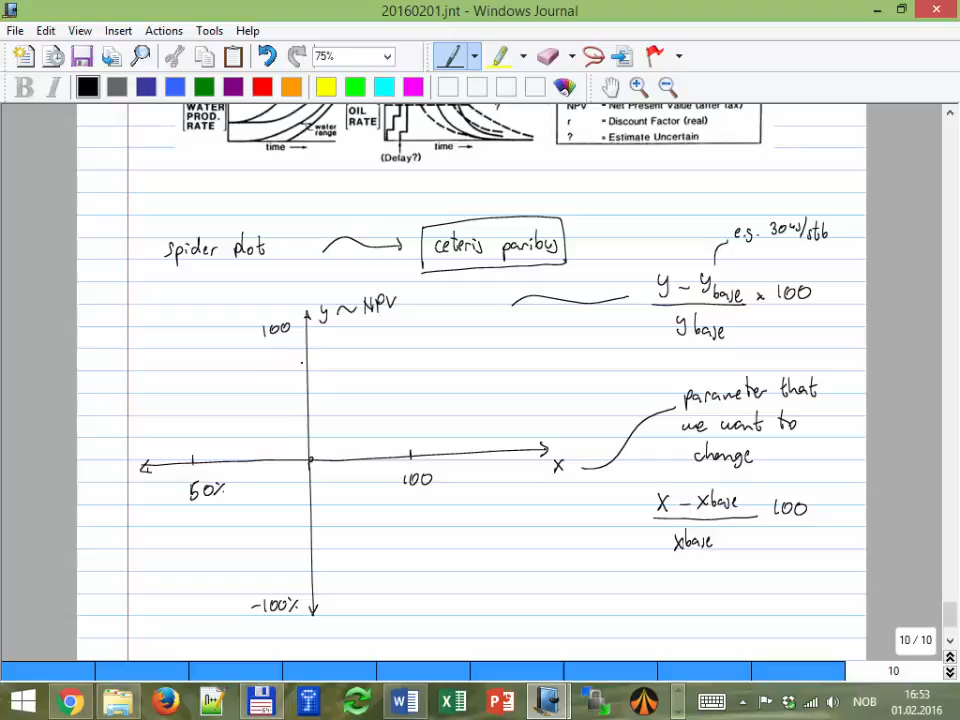 20160201.jnt - Windows Journal
File Edit View Insert Actions Tools Help
75%
B I
WATER
PROD.
RATE
water
range
time
OIL
RATE
(Delay?)
time
?
NPV = Net Present Value (after tax)
r = Discount Factor (real)
? = Estimate Uncertain
spider plot
ceteris paribus
e.g. 30 us/stb
y - ybase x 100
ybase
y ~ NPV
100
parameter that
we want to
change
x
50%
100
x - xbase 100
xbase
-100%
10 / 10
10
NOB
16:53
01.02.2016